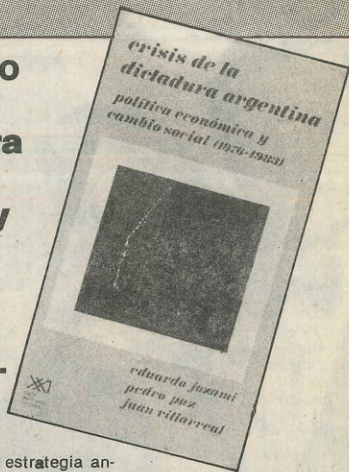 o
ra
y
crisis de la
dictadura argentina
política económica y
cambio social (1976-1983)
eduardo jozami
pedro paz
juan villarreal
estrategia an-